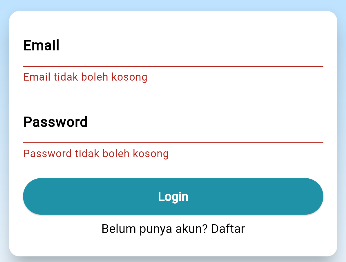 Email
Email tidak boleh kosong
Password
Password tidak boleh kosong
Login
Belum punya akun? Daftar